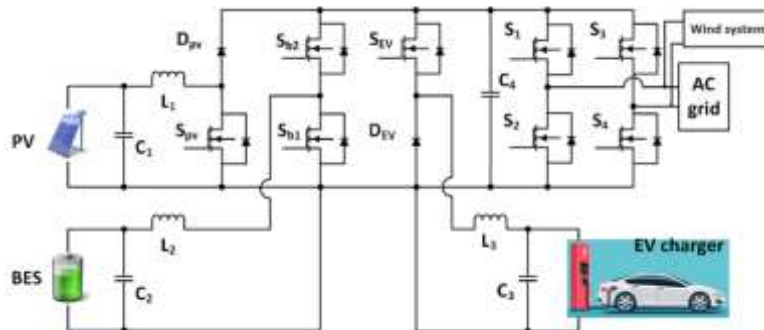 Dpv
Sb2
SEV
S1
S3
Wind system
L1
C4
AC
grid
PV
C1
Spv
Sb1
DEV
S2
S4
L2
L3
EV charger
BES
C2
C3